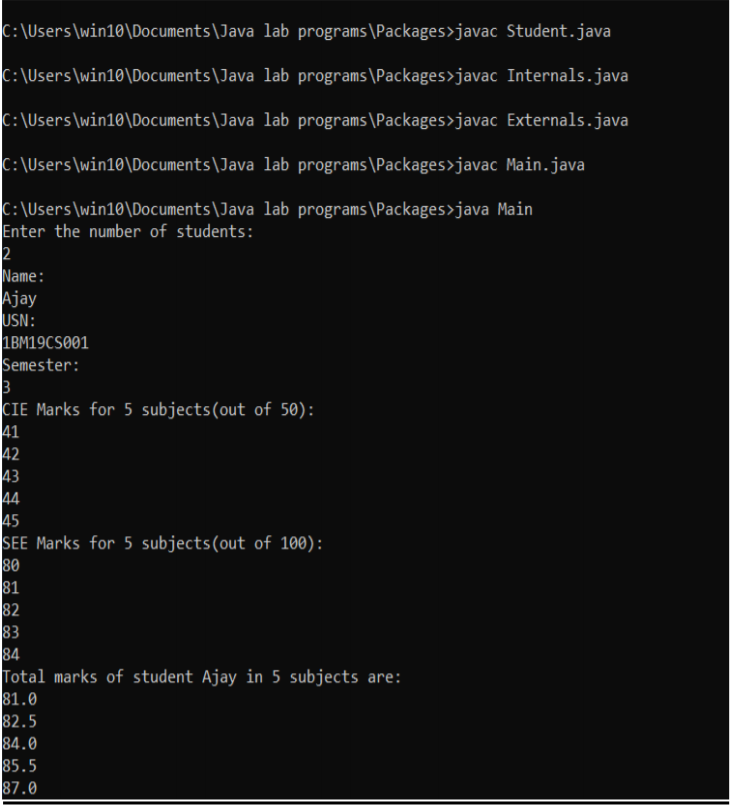 C:\Users\win10\Documents\Java lab programs\Packages>javac Student.java
C:\Users\win10\Documents\Java lab programs\Packages>javac Internals.java
C:\Users\win10\Documents\Java lab programs\Packages>javac Externals.java
C:\Users\win10\Documents\Java lab programs\Packages>javac Main.java
C:\Users\win10\Documents\Java lab programs\Packages>java Main
Enter the number of students:
2
Name:
Ajay
USN:
1BM19CS001
Semester:
3
CIE Marks for 5 subjects(out of 50):
41
42
43
44
45
SEE Marks for 5 subjects(out of 100):
80
81
82
83
84
Total marks of student Ajay in 5 subjects are:
81.0
82.5
84.0
85.5
87.0